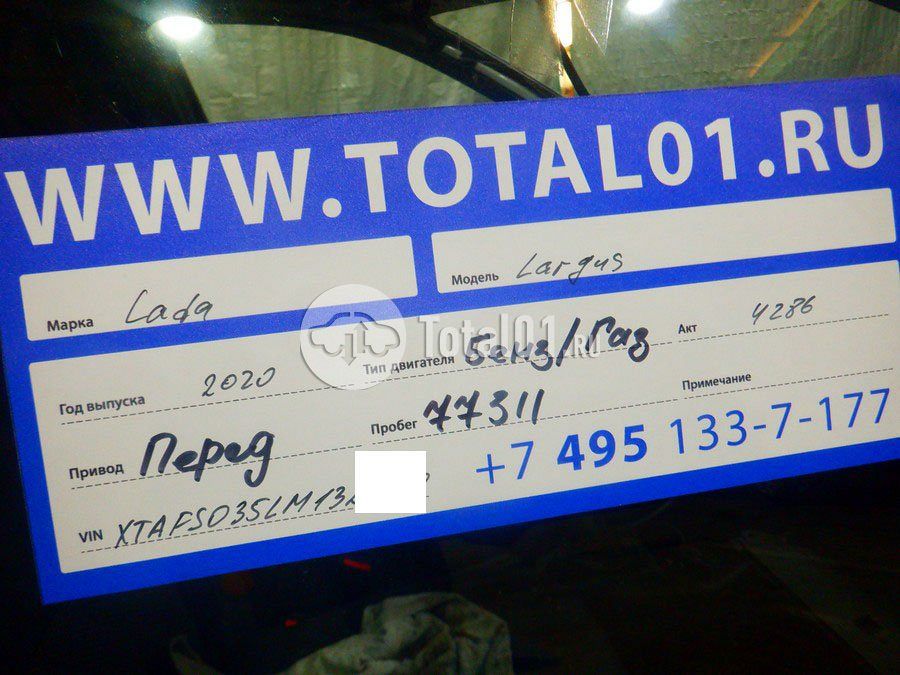 WWW.TOTAL01.RU
Марка Lada Модель Largus
Год выпуска 2020 Тип двигателя Бенз/Газ Акт 4286
Привод Перед Пробег 77311 Примечание
VIN XTAFS035LM13 +7 495 133-7-177
Total01.RU